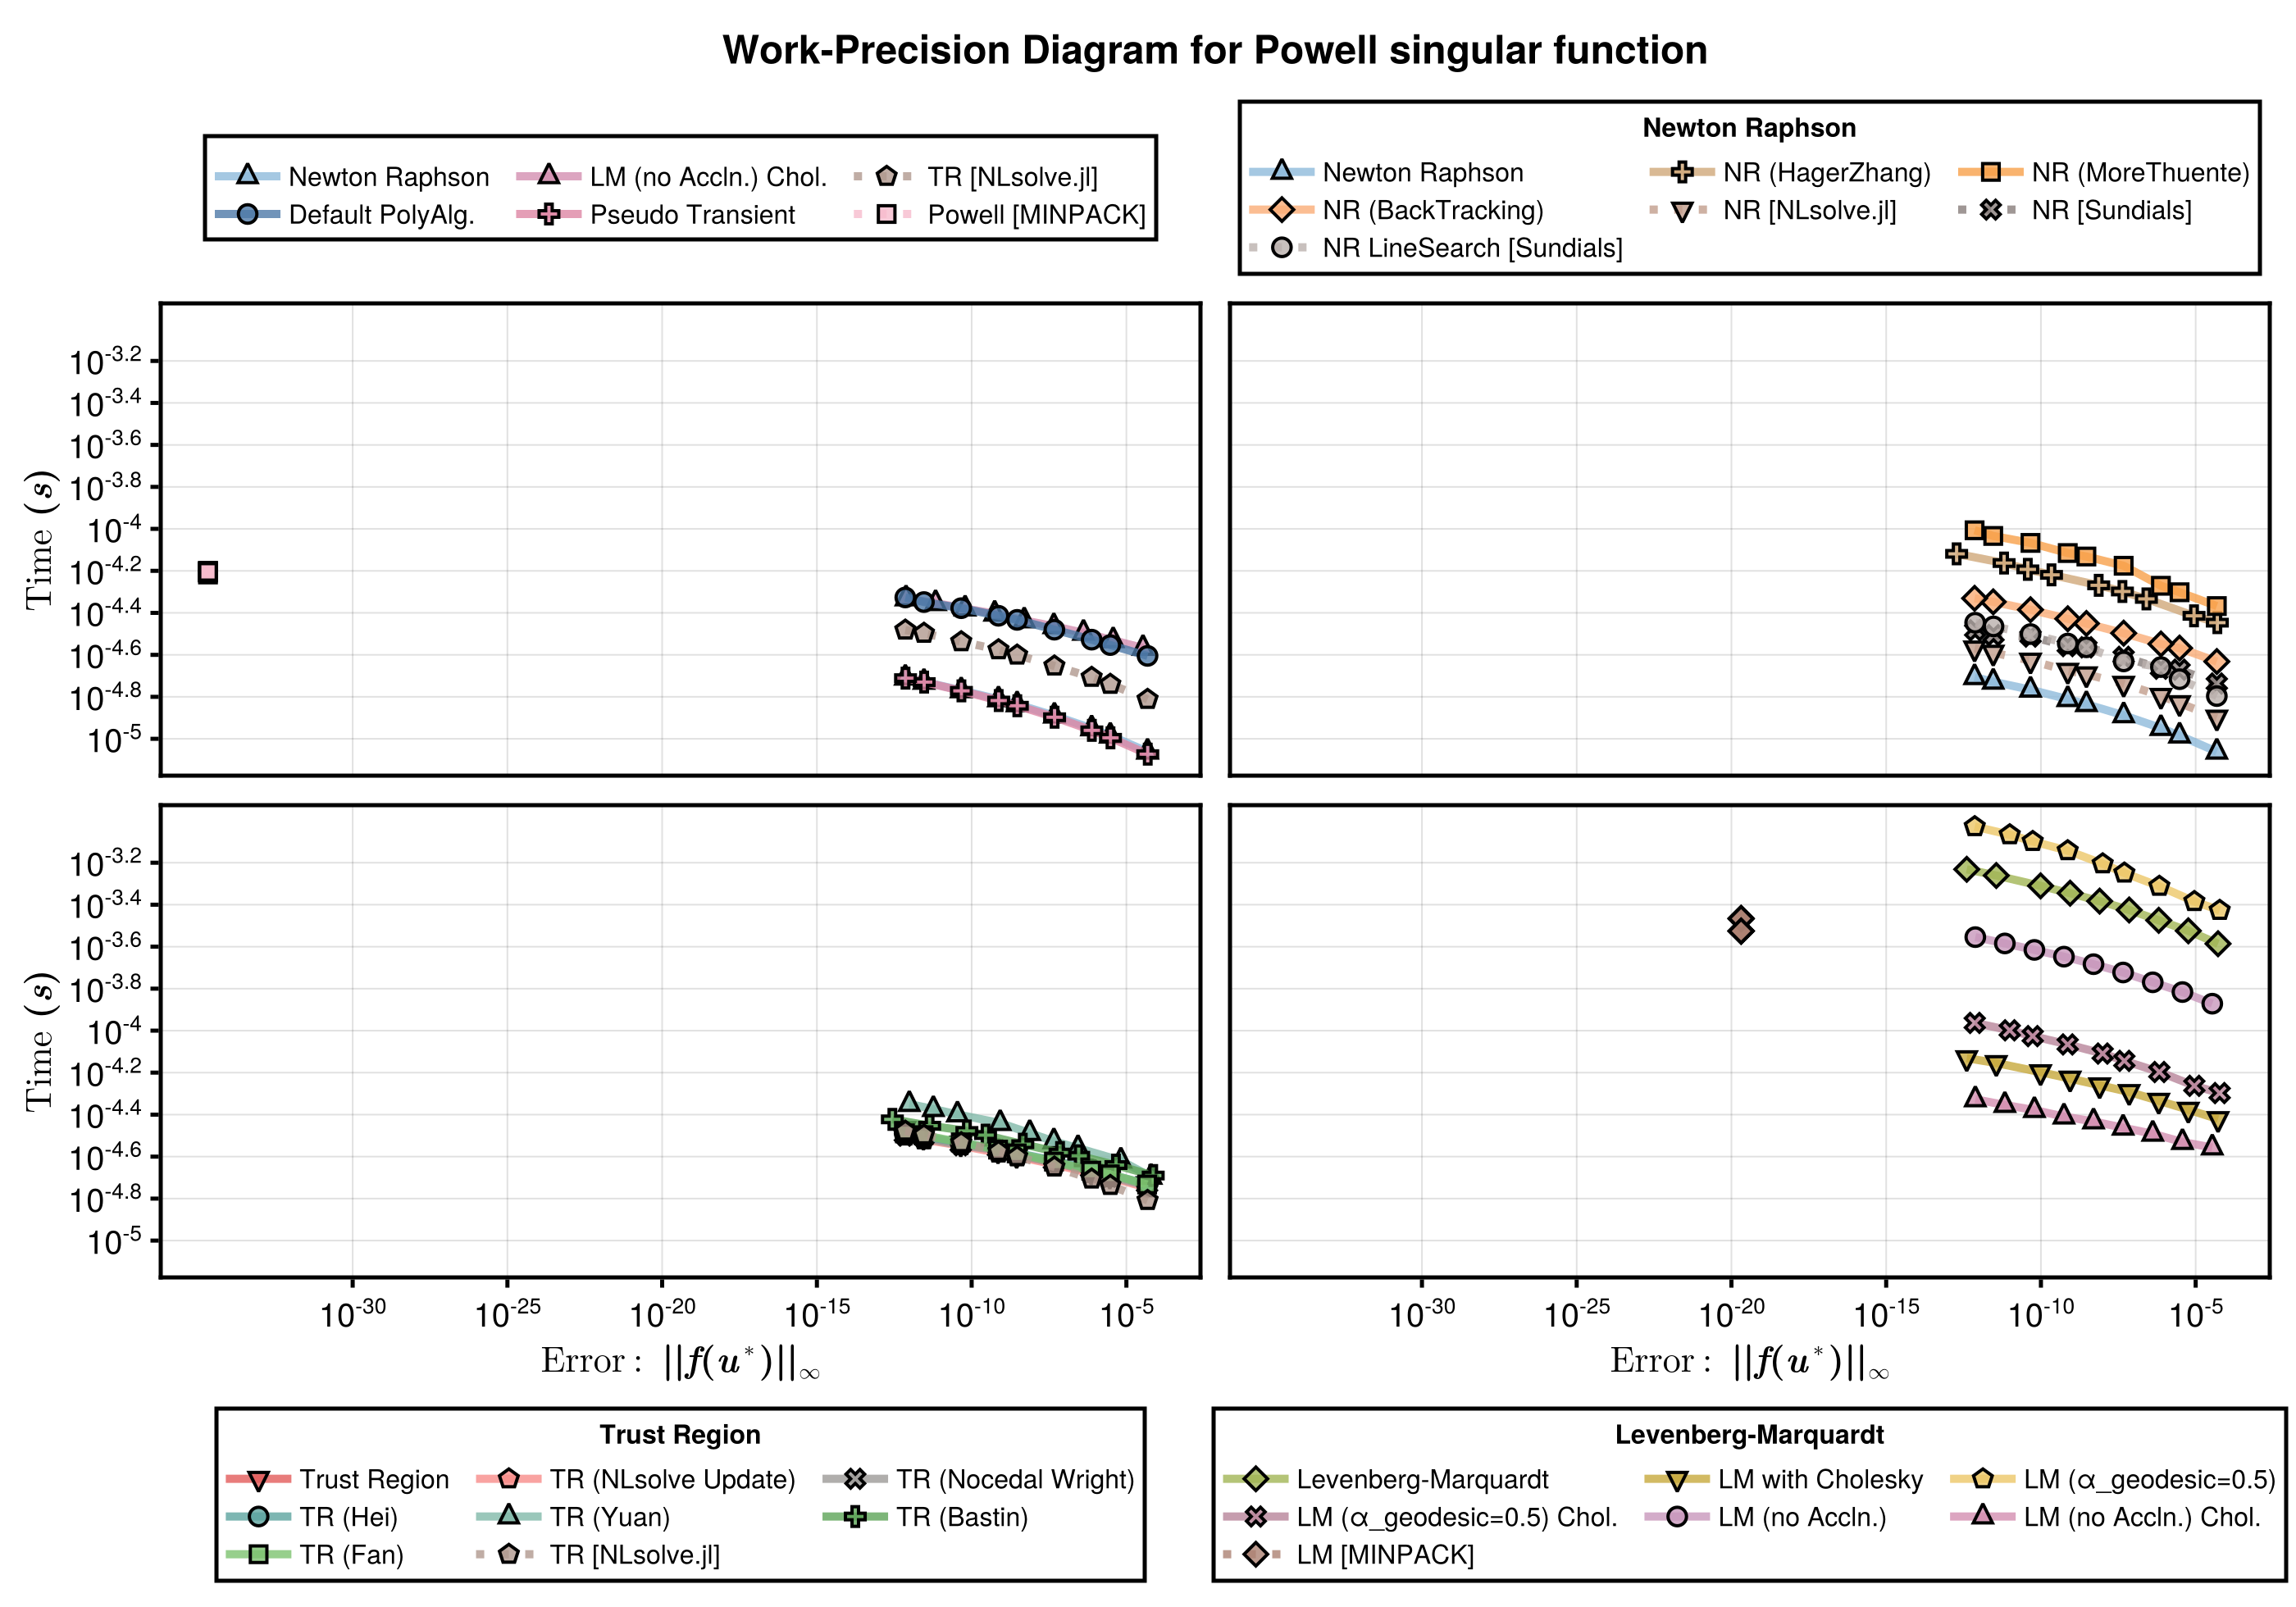 Work-Precision Diagram for Powell singular function
Newton Raphson LM (no Accln.) Chol. TR [NLsolve.jl]
Default PolyAlg. Pseudo Transient Powell [MINPACK]
Newton Raphson
Newton Raphson NR (HagerZhang) NR (MoreThuente)
NR (BackTracking) NR [NLsolve.jl] NR [Sundials]
NR LineSearch [Sundials]
Time (s)
10^-3.2
10^-3.4
10^-3.6
10^-3.8
10^-4
10^-4.2
10^-4.4
10^-4.6
10^-4.8
10^-5
Time (s)
10^-3.2
10^-3.4
10^-3.6
10^-3.8
10^-4
10^-4.2
10^-4.4
10^-4.6
10^-4.8
10^-5
10^-30 10^-25 10^-20 10^-15 10^-10 10^-5
10^-30 10^-25 10^-20 10^-15 10^-10 10^-5
Error: ||f(u*)||∞
Error: ||f(u*)||∞
Trust Region
Trust Region TR (NLsolve Update) TR (Nocedal Wright)
TR (Hei) TR (Yuan) TR (Bastin)
TR (Fan) TR [NLsolve.jl]
Levenberg-Marquardt
Levenberg-Marquardt LM with Cholesky LM (α_geodesic=0.5)
LM (α_geodesic=0.5) Chol. LM (no Accln.) LM (no Accln.) Chol.
LM [MINPACK]